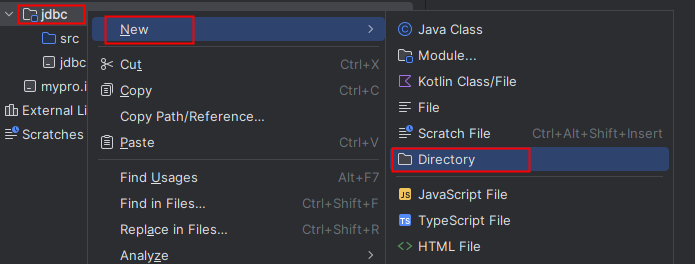 jdbc
src
jdbc
mypro.i
External Li
Scratches
New
Cut Ctrl+X
Copy Ctrl+C
Copy Path/Reference...
Paste Ctrl+V
Find Usages Alt+F7
Find in Files... Ctrl+Shift+F
Replace in Files... Ctrl+Shift+R
Analyze
Java Class
Module...
Kotlin Class/File
File
Scratch File Ctrl+Alt+Shift+Insert
Directory
JS JavaScript File
TS TypeScript File
HTML File